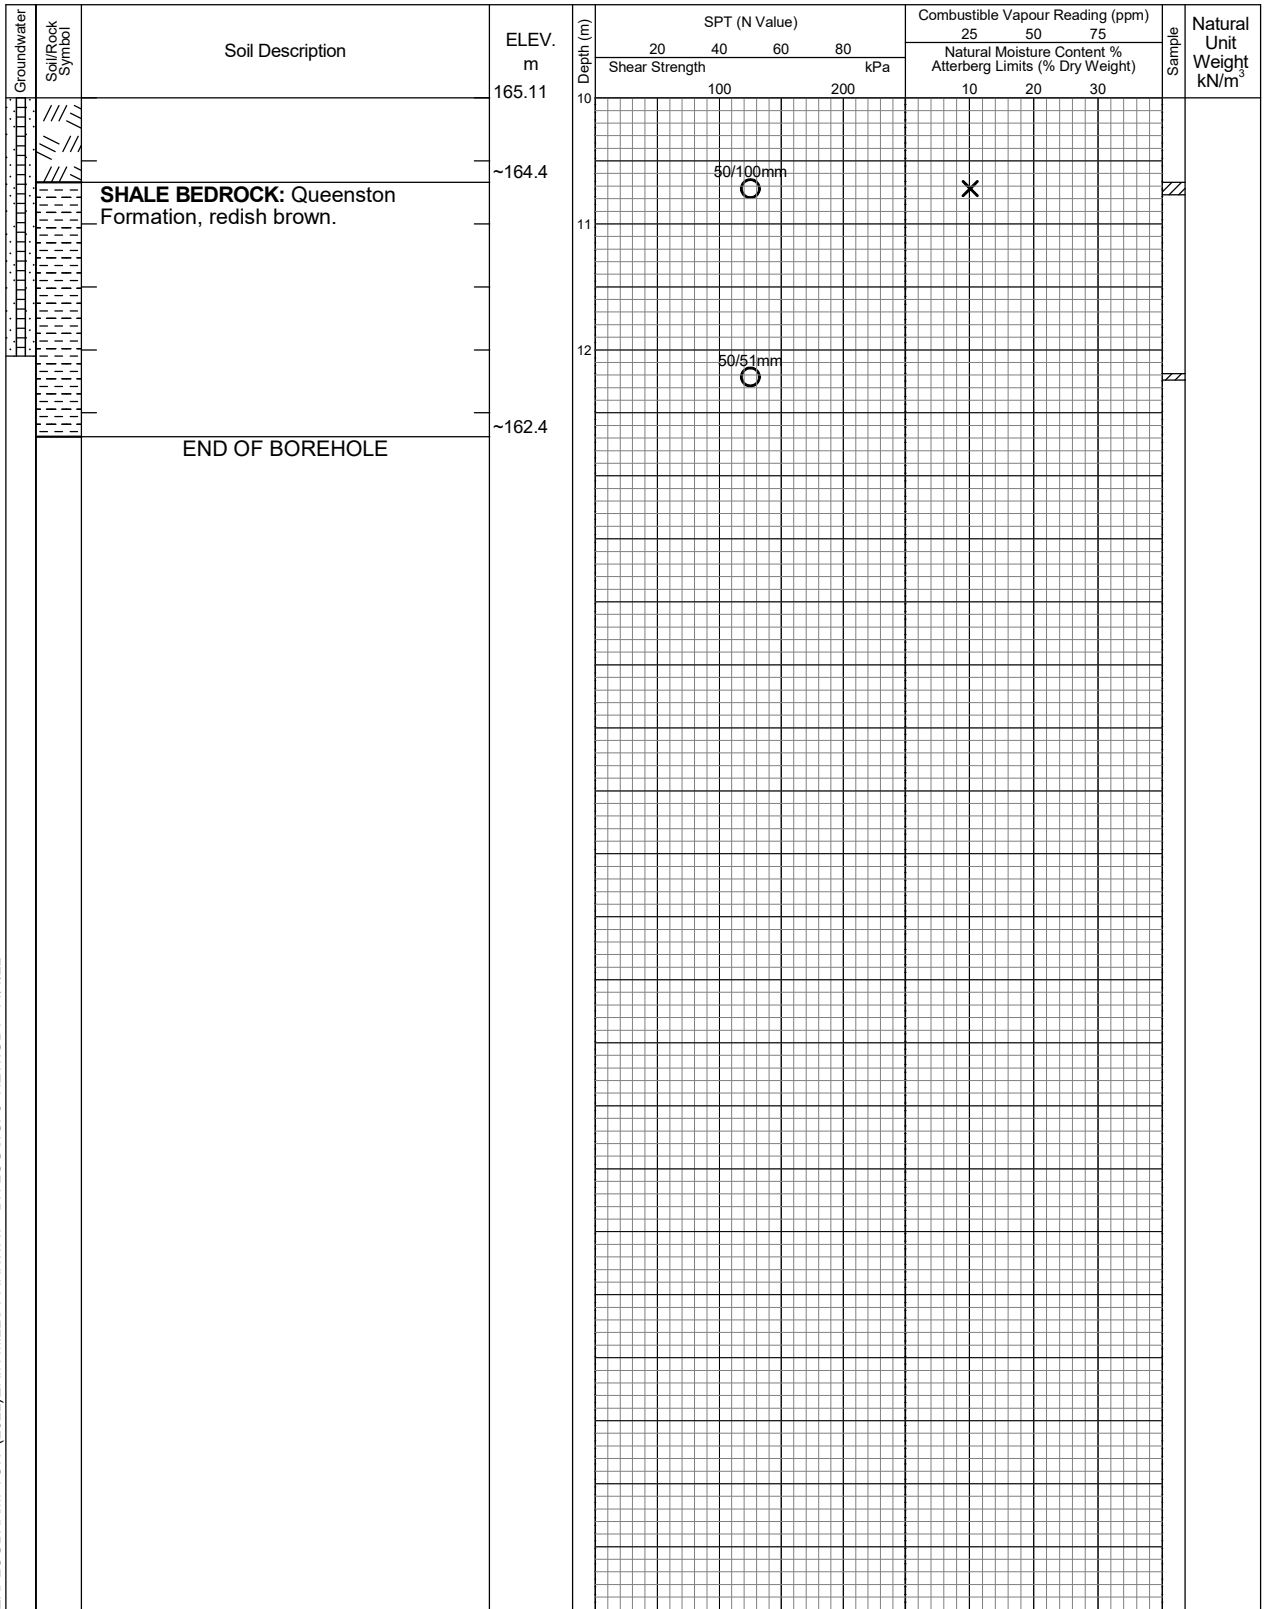 Groundwater
Soil/Rock
Symbol
Soil Description
ELEV.
m
165.11
Depth (m)
SPT (N Value)
20 40 60 80
Shear Strength kPa
100 200
Combustible Vapour Reading (ppm)
25 50 75
Natural Moisture Content %
Atterberg Limits (% Dry Weight)
10 20 30
Sample
Natural
Unit
Weight
kN/m³
10
~164.4
50/100mm
SHALE BEDROCK: Queenston
Formation, redish brown.
11
12
50/51mm
~162.4
END OF BOREHOLE